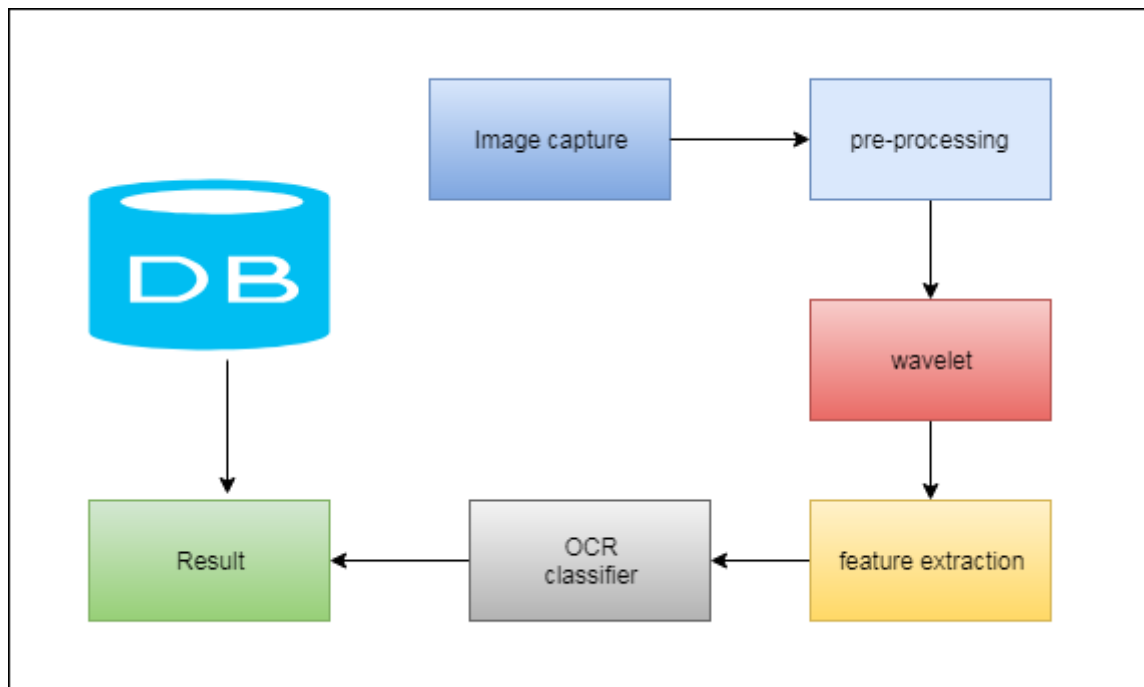 Image capture
pre-processing
DB
wavelet
Result
OCR
classifier
feature extraction